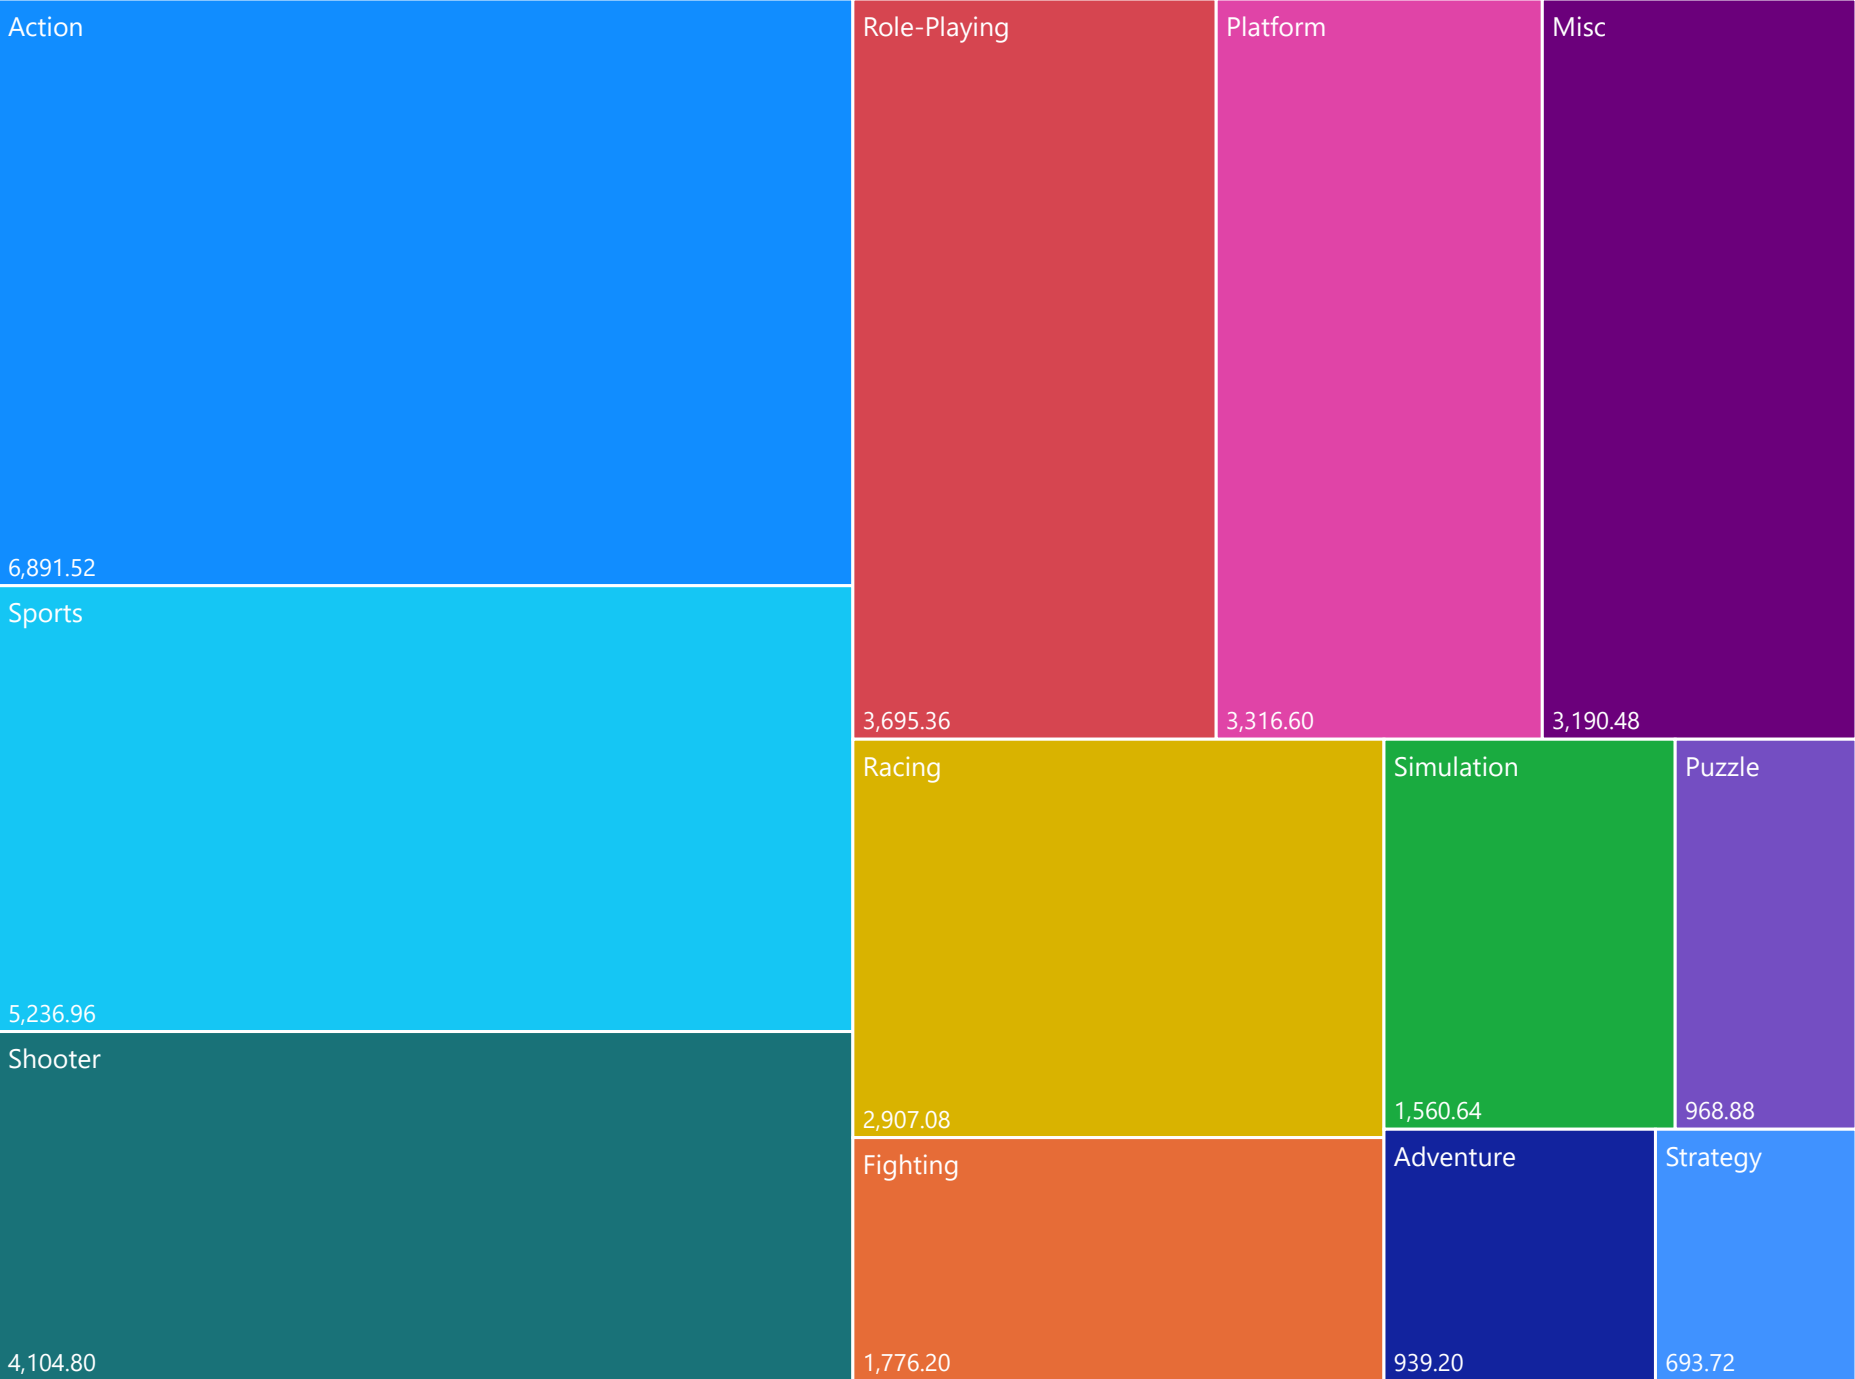 Action
6,891.52
Sports
5,236.96
Shooter
4,104.80
Role-Playing
3,695.36
Platform
3,316.60
Misc
3,190.48
Racing
2,907.08
Fighting
1,776.20
Simulation
1,560.64
Puzzle
968.88
Adventure
939.20
Strategy
693.72